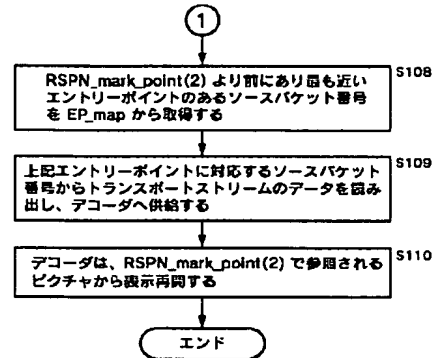 1
S108
RSPN_mark_point(2) より前にあり最も近い
エントリーポイントのあるソースパケット番号
を EP_map から取得する
S109
上記エントリーポイントに対応するソースパケット
番号からトランスポートストリームのデータを読み
出し、デコーダへ供給する
S110
デコーダは、RSPN_mark_point(2) で参照される
ピクチャから表示再開する
エンド